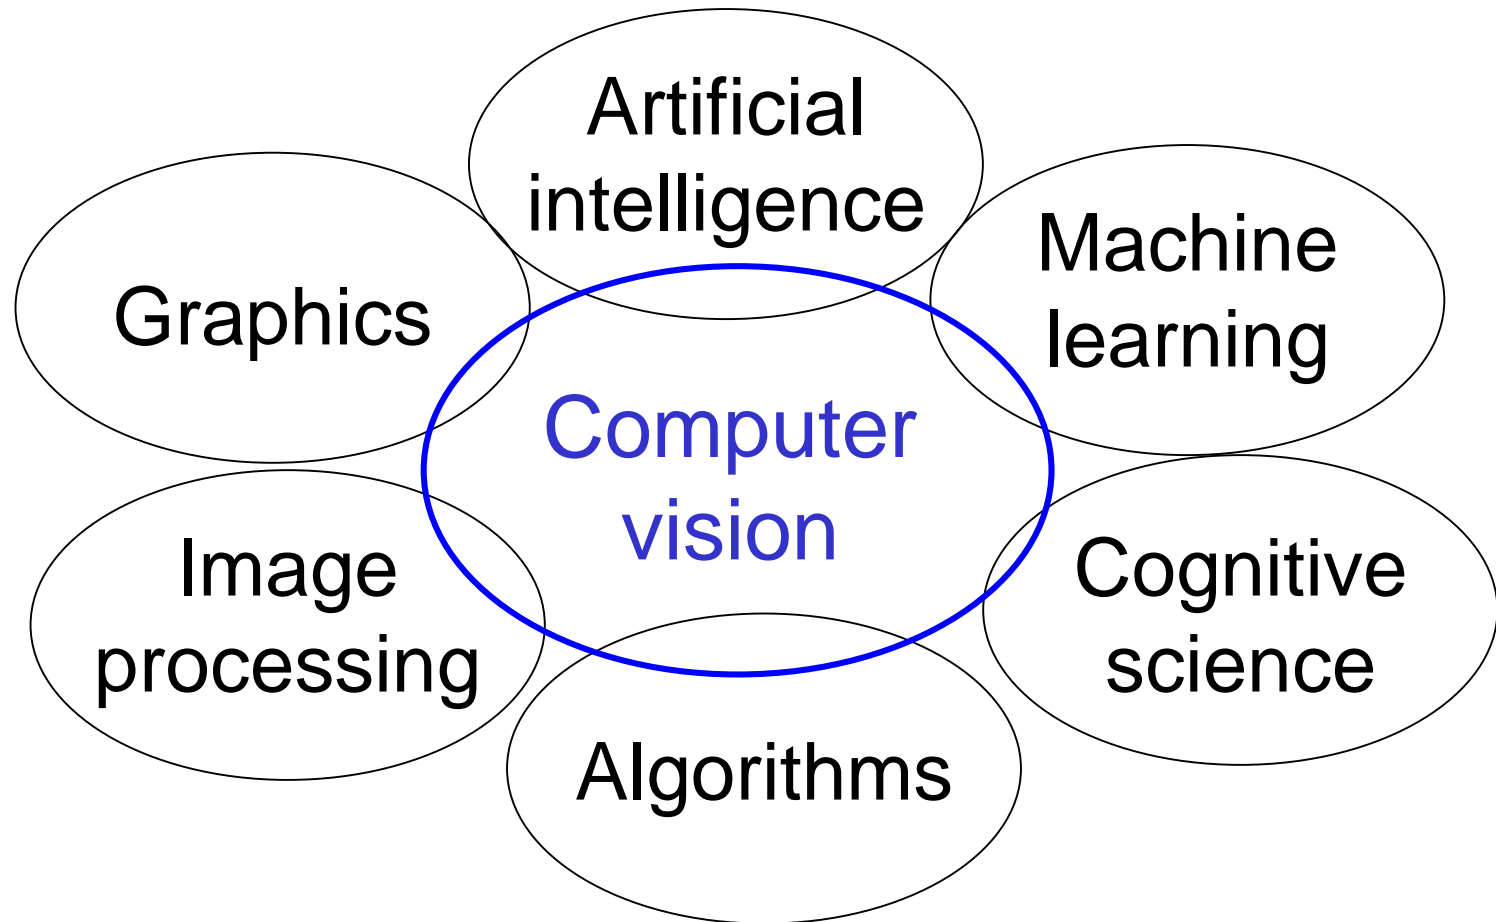 Artificial
intelligence
Machine
learning
Graphics
Computer
vision
Image
processing
Cognitive
science
Algorithms